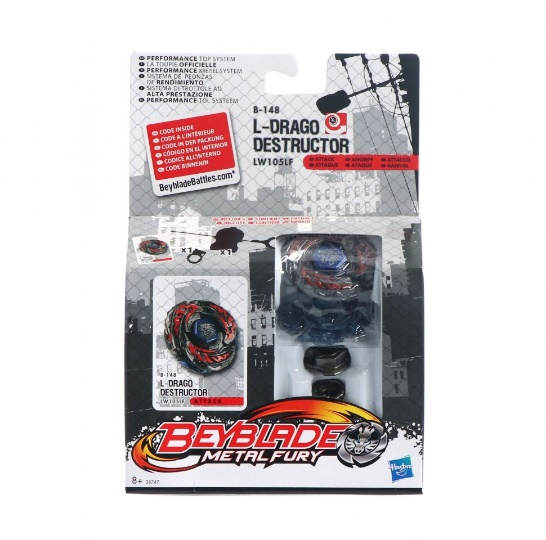 PERFORMANCE TOP SYSTEM
LA TOUPIE OFFICIELLE
PERFORMANCE KREISELSYSTEM
SISTEMA DE PEONZAS
DE RENDIMIENTO
SISTEMA DI TROTTOLE AD
ALTA PRESTAZIONE
PERFORMANCE TOL SYSTEEM
CODE INSIDE
CODE A L'INTÉRIEUR
CODE IN DER PACKUNG
CÓDIGO EN EL INTERIOR
CODICE ALL'INTERNO
CODE BINNENIN
BeybladeBattles.com*
B-148
L-DRAGO
DESTRUCTOR
LW105LF
ATTACK
ANGRIFF
ATTACCO
ATTAQUE
ATAQUE
AANVAL
x1
x1
B-148
L-DRAGO
DESTRUCTOR
LW105LF ATTACK
BEYBLADE
METAL FURY
Hasbro
8+